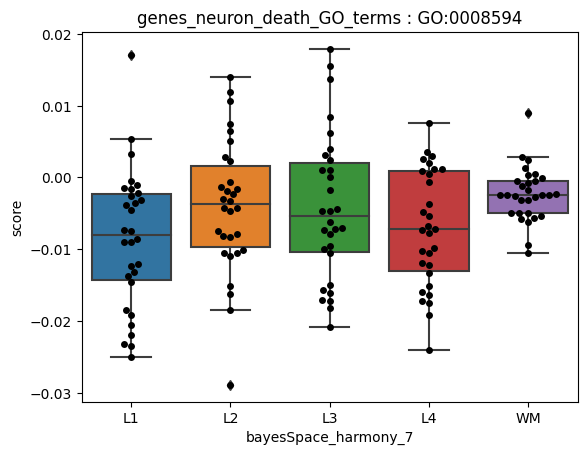 genes_neuron_death_GO_terms : GO:0008594
0.02
0.01
0.00
−0.01
−0.02
−0.03
score
L1 L2 L3 L4 WM
bayesSpace_harmony_7